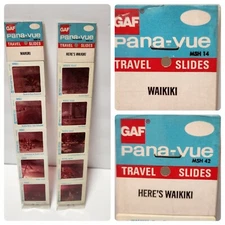 GAF
pana-vue
TRAVEL SLIDES
WAIKIKI
GAF
pana-vue
TRAVEL SLIDES
HERE'S WAIKIKI
GAF
pana-vue
MSH 14
TRAVEL SLIDES
WAIKIKI
GAF
pana-vue
MSH 42
TRAVEL SLIDES
HERE'S WAIKIKI